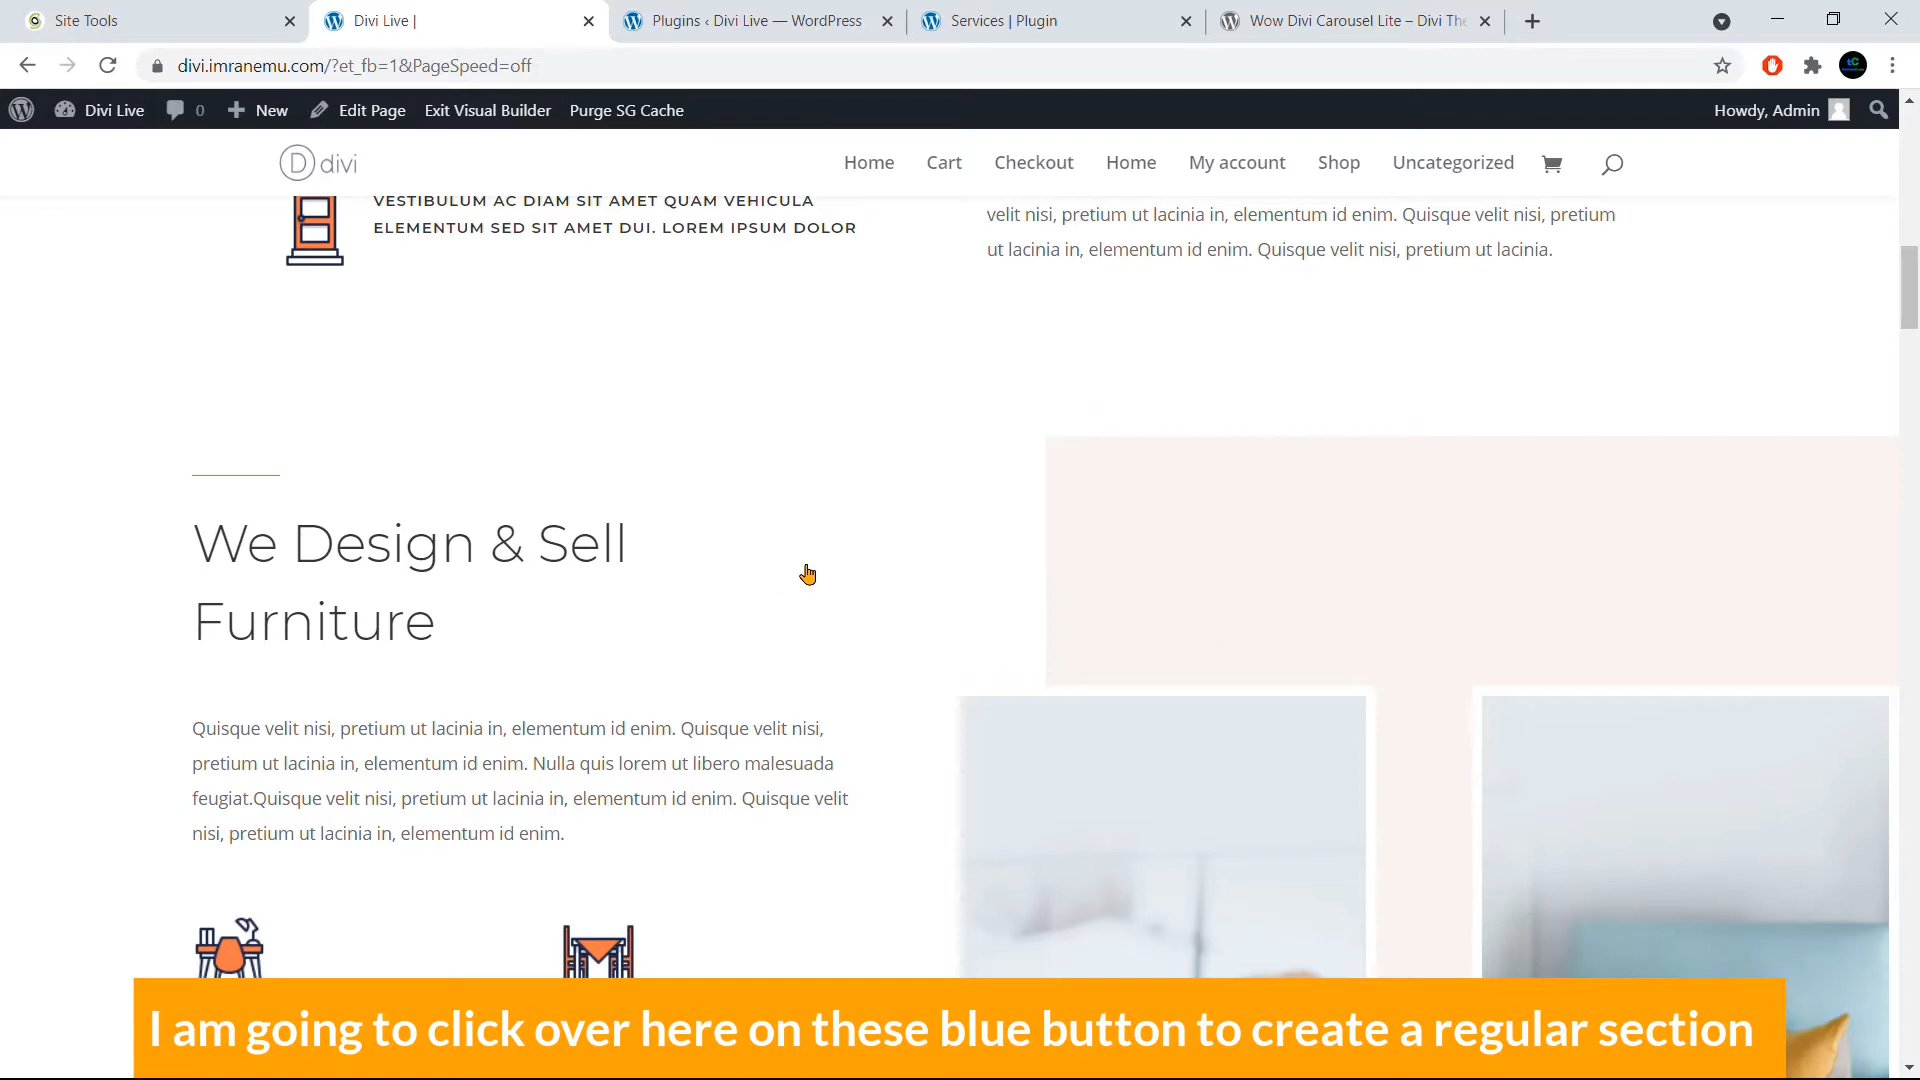 Site Tools
Divi Live |
Plugins ‹ Divi Live — WordPress
Services | Plugin
Wow Divi Carousel Lite – Divi The
divi.imranemu.com/?et_fb=1&PageSpeed=off
Divi Live 0 New Edit Page Exit Visual Builder Purge SG Cache Howdy, Admin
D divi Home Cart Checkout Home My account Shop Uncategorized
VESTIBULUM AC DIAM SIT AMET QUAM VEHICULA
ELEMENTUM SED SIT AMET DUI. LOREM IPSUM DOLOR
velit nisi, pretium ut lacinia in, elementum id enim. Quisque velit nisi, pretium
ut lacinia in, elementum id enim. Quisque velit nisi, pretium ut lacinia.
We Design & Sell
Furniture
Quisque velit nisi, pretium ut lacinia in, elementum id enim. Quisque velit nisi,
pretium ut lacinia in, elementum id enim. Nulla quis lorem ut libero malesuada
feugiat.Quisque velit nisi, pretium ut lacinia in, elementum id enim. Quisque velit
nisi, pretium ut lacinia in, elementum id enim.
I am going to click over here on these blue button to create a regular section